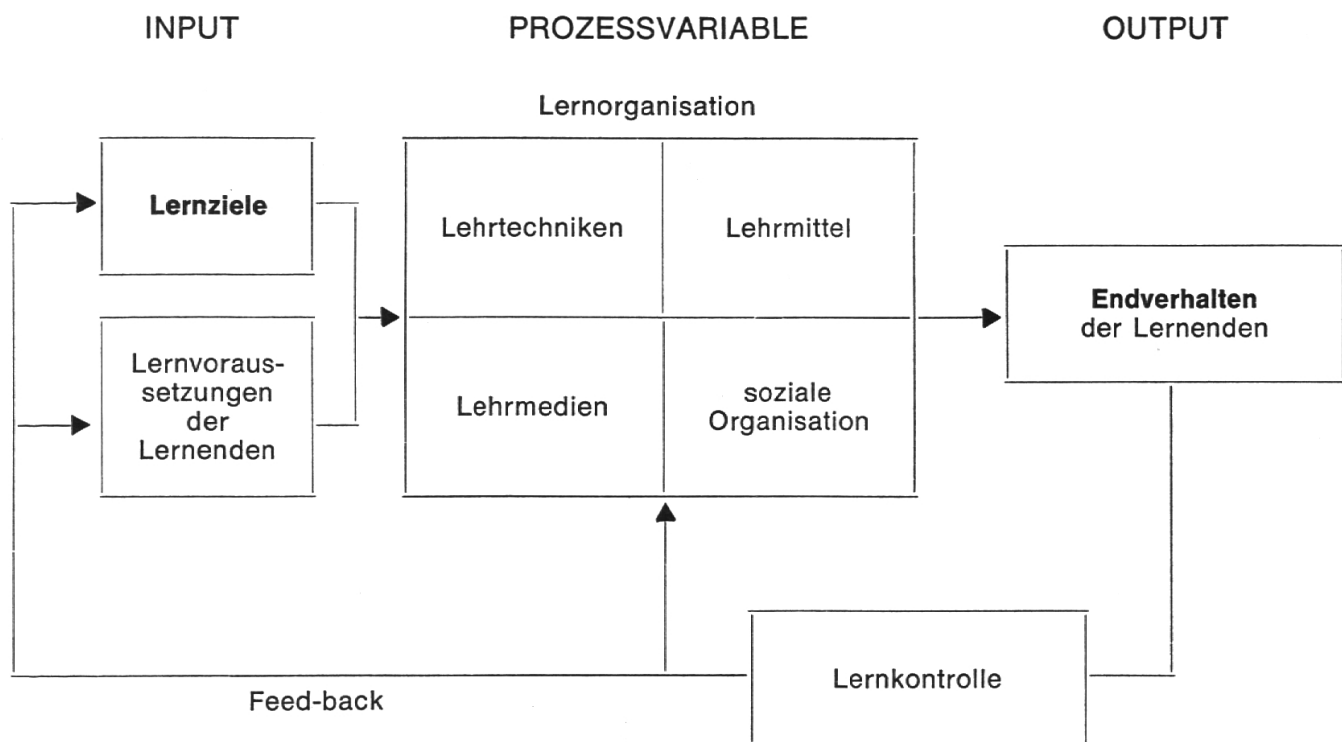 INPUT
PROZESSVARIABLE
OUTPUT
Lernorganisation
Lernziele
Lehrtechniken
Lehrmittel
Lernvoraus-
setzungen
der
Lernenden
Lehrmedien
soziale
Organisation
Endverhalten
der Lernenden
Lernkontrolle
Feed-back